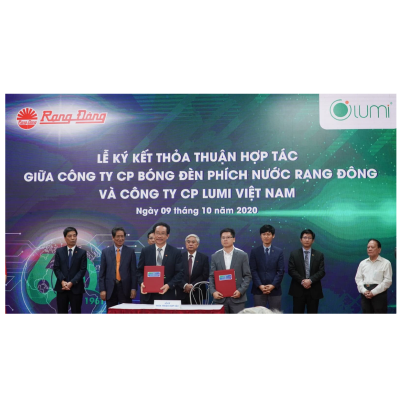 Rạng Đông
LUMI
LỄ KÝ KẾT THỎA THUẬN HỢP TÁC
GIỮA CÔNG TY CP BÓNG ĐÈN PHÍCH NƯỚC RẠNG ĐÔNG
VÀ CÔNG TY CP LUMI VIỆT NAM
Ngày 09 tháng 10 năm 2020